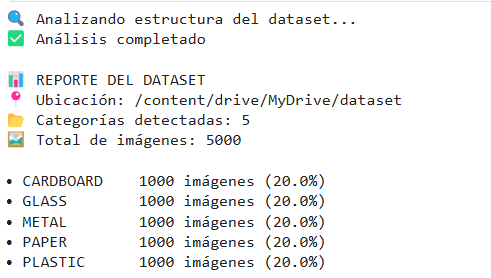 🔍 Analizando estructura del dataset...
✅ Análisis completado
📊 REPORTE DEL DATASET
📍 Ubicación: /content/drive/MyDrive/dataset
📁 Categorías detectadas: 5
🖼️ Total de imágenes: 5000
• CARDBOARD    1000 imágenes (20.0%)
• GLASS        1000 imágenes (20.0%)
• METAL        1000 imágenes (20.0%)
• PAPER        1000 imágenes (20.0%)
• PLASTIC      1000 imágenes (20.0%)